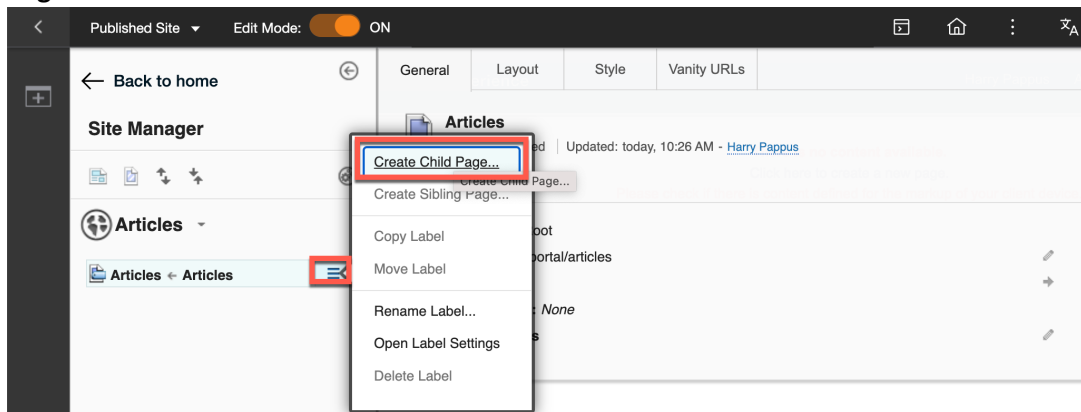 Published Site
Edit Mode: ON
Back to home
Site Manager
Articles
Articles ← Articles
General Layout Style Vanity URLs
Articles
Updated: today, 10:26 AM - Harry Pappus
portal/articles
None
Create Child Page...
Create Child Page...
Create Sibling Page...
Copy Label
Move Label
Rename Label...
Open Label Settings
Delete Label